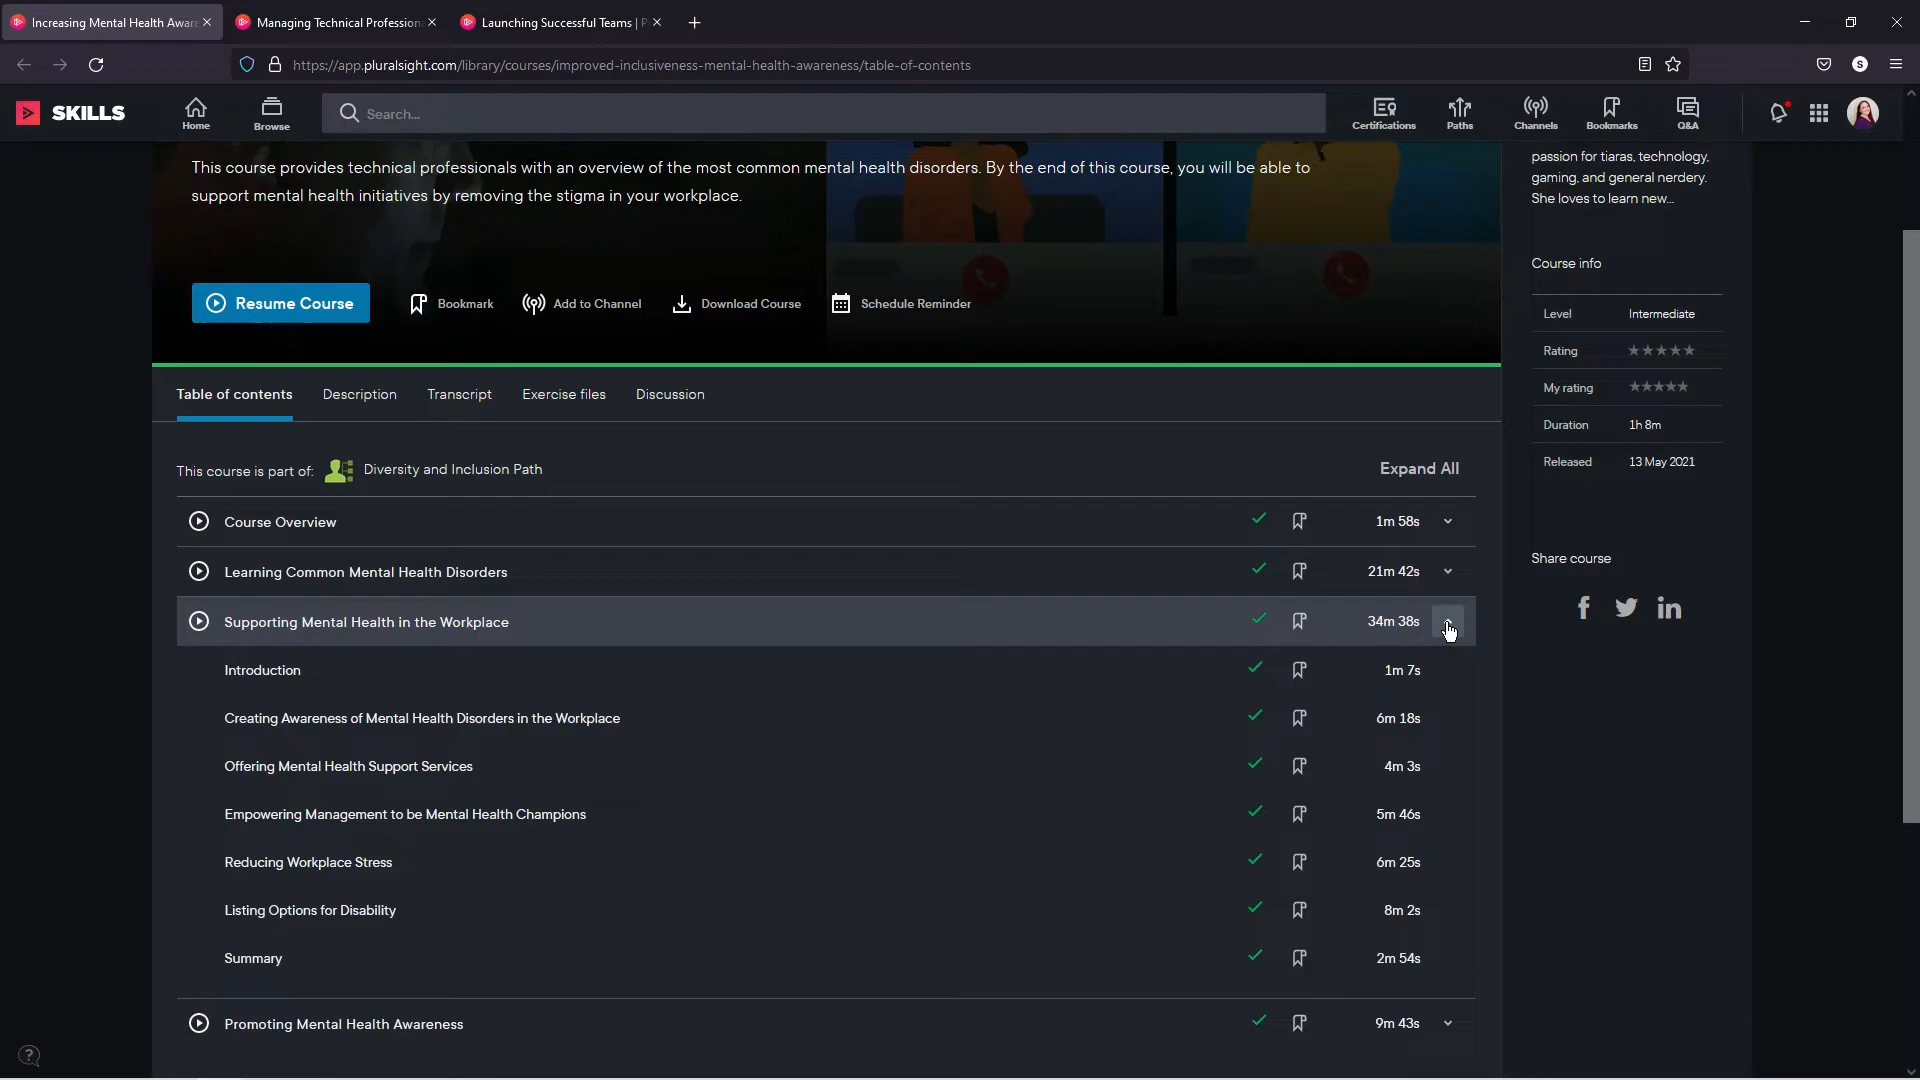 Increasing Mental Health Aware
Managing Technical Profession
Launching Successful Teams | P
https://app.pluralsight.com/library/courses/improved-inclusiveness-mental-health-awareness/table-of-contents
S
SKILLS
Home
Browse
Search...
Certifications
Paths
Channels
Bookmarks
Q&A
This course provides technical professionals with an overview of the most common mental health disorders. By the end of this course, you will be able to
support mental health initiatives by removing the stigma in your workplace.
passion for tiaras, technology,
gaming, and general nerdery.
She loves to learn new...
Resume Course
Bookmark
Add to Channel
Download Course
Schedule Reminder
Course info
Level Intermediate
Rating
My rating
Duration 1h 8m
Released 13 May 2021
Share course
Table of contents
Description
Transcript
Exercise files
Discussion
This course is part of: Diversity and Inclusion Path
Expand All
Course Overview 1m 58s
Learning Common Mental Health Disorders 21m 42s
Supporting Mental Health in the Workplace 34m 38s
Introduction 1m 7s
Creating Awareness of Mental Health Disorders in the Workplace 6m 18s
Offering Mental Health Support Services 4m 3s
Empowering Management to be Mental Health Champions 5m 46s
Reducing Workplace Stress 6m 25s
Listing Options for Disability 8m 2s
Summary 2m 54s
Promoting Mental Health Awareness 9m 43s
?